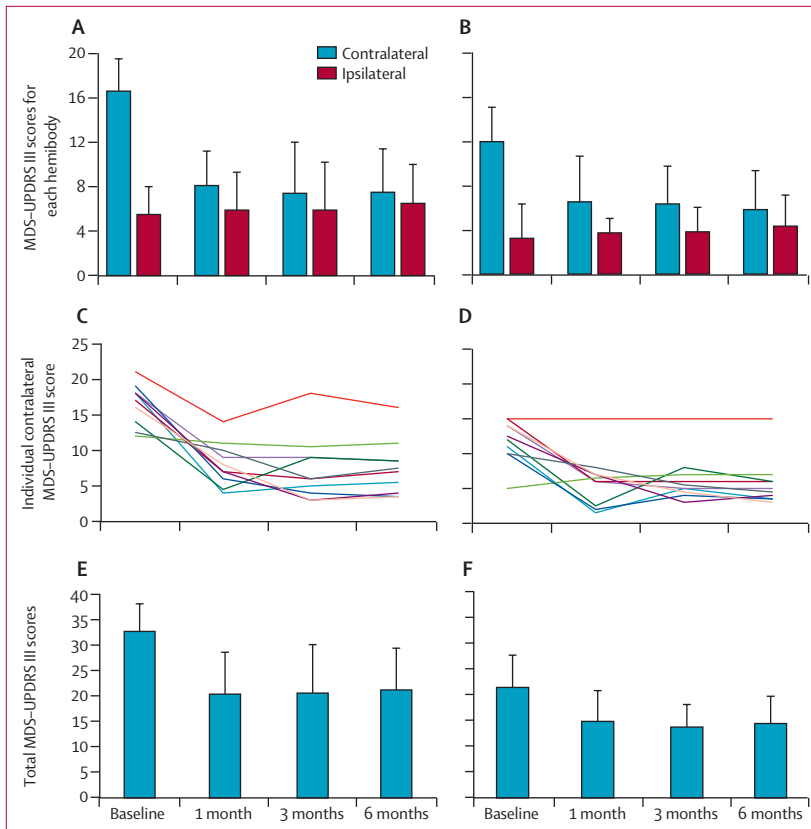 A
B
Contralateral
Ipsilateral
MDS–UPDRS III scores for
each hemibody
20
16
12
8
4
0
C
D
Individual contralateral
MDS–UPDRS III score
25
20
15
10
5
0
E
F
Total MDS–UPDRS III scores
40
35
30
25
20
15
10
5
0
Baseline 1 month 3 months 6 months
Baseline 1 month 3 months 6 months